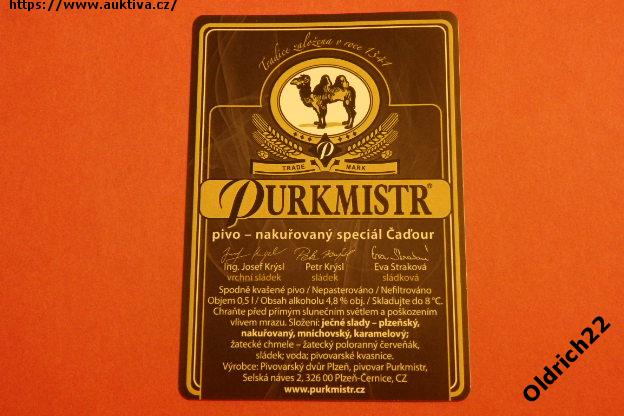 https://www.auktiva.cz/
Tradice založena v roce 1341
P
TRADE MARK
PURKMISTR®
pivo – nakuřovaný speciál Čaďour
Ing. Josef Krýsl Petr Krýsl Eva Straková
vrchní sládek sládek sládková
Spodně kvašené pivo / Nepasterováno / Nefiltrováno
Objem 0,5 l / Obsah alkoholu 4,8 % obj. / Skladujte do 8 °C.
Chraňte před přímým slunečním světlem a poškozením
vlivem mrazu. Složení: ječné slady – plzeňský,
nakuřovaný, mnichovský, karamelový;
žatecké chmele – žatecký poloranný červeňák,
sládek; voda; pivovarské kvasnice.
Výrobce: Pivovarský dvůr Plzeň, pivovar Purkmistr,
Selská náves 2, 326 00 Plzeň-Černice, CZ
www.purkmistr.cz
Oldrich22